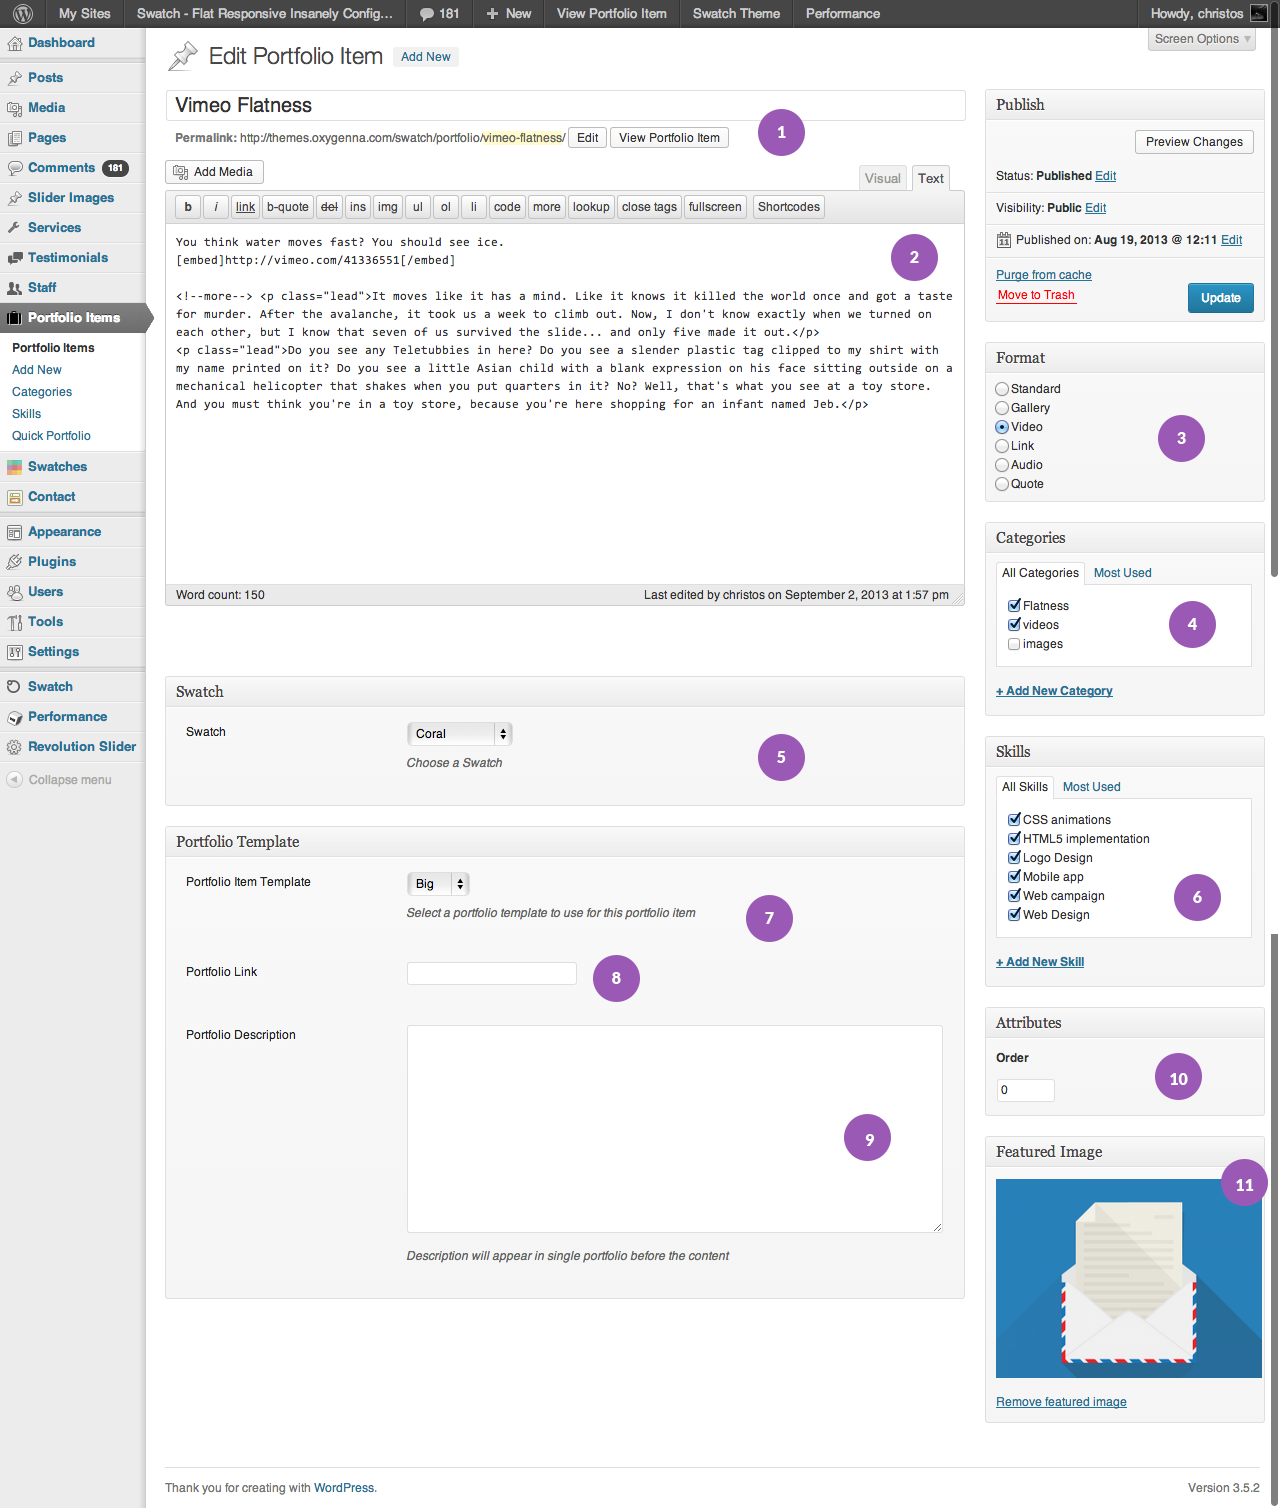 My Sites
Swatch - Flat Responsive Insanely Config...
181
+ New
View Portfolio Item
Swatch Theme
Performance
Howdy, christos
Screen Options
Dashboard
Posts
Media
Pages
Comments 181
Slider Images
Services
Testimonials
Staff
Portfolio Items
Portfolio Items
Add New
Categories
Skills
Quick Portfolio
Swatches
Contact
Appearance
Plugins
Users
Tools
Settings
Swatch
Performance
Revolution Slider
Collapse menu
Edit Portfolio Item Add New
Vimeo Flatness
Permalink: http://themes.oxygenna.com/swatch/portfolio/vimeo-flatness/ Edit View Portfolio Item
1
Add Media
Visual Text
b i link b-quote del ins img ul ol li code more lookup close tags fullscreen Shortcodes
You think water moves fast? You should see ice.
[embed]http://vimeo.com/41336551[/embed]
2
<!--more--> <p class="lead">It moves like it has a mind. Like it knows it killed the world once and got a taste
for murder. After the avalanche, it took us a week to climb out. Now, I don't know exactly when we turned on
each other, but I know that seven of us survived the slide... and only five made it out.</p>
<p class="lead">Do you see any Teletubbies in here? Do you see a slender plastic tag clipped to my shirt with
my name printed on it? Do you see a little Asian child with a blank expression on his face sitting outside on a
mechanical helicopter that shakes when you put quarters in it? No? Well, that's what you see at a toy store.
And you must think you're in a toy store, because you're here shopping for an infant named Jeb.</p>
Word count: 150
Last edited by christos on September 2, 2013 at 1:57 pm
Swatch
Swatch
Coral
Choose a Swatch
5
Portfolio Template
Portfolio Item Template
Big
Select a portfolio template to use for this portfolio item
7
Portfolio Link
8
Portfolio Description
9
Description will appear in single portfolio before the content
Publish
Preview Changes
Status: Published Edit
Visibility: Public Edit
11 Published on: Aug 19, 2013 @ 12:11 Edit
Purge from cache
Move to Trash
Update
Format
Standard
Gallery
Video
Link
Audio
Quote
3
Categories
All Categories Most Used
Flatness
videos
images
4
+ Add New Category
Skills
All Skills Most Used
CSS animations
HTML5 implementation
Logo Design
Mobile app
Web campaign
Web Design
6
+ Add New Skill
Attributes
Order
0
10
Featured Image
11
Remove featured image
Thank you for creating with WordPress.
Version 3.5.2